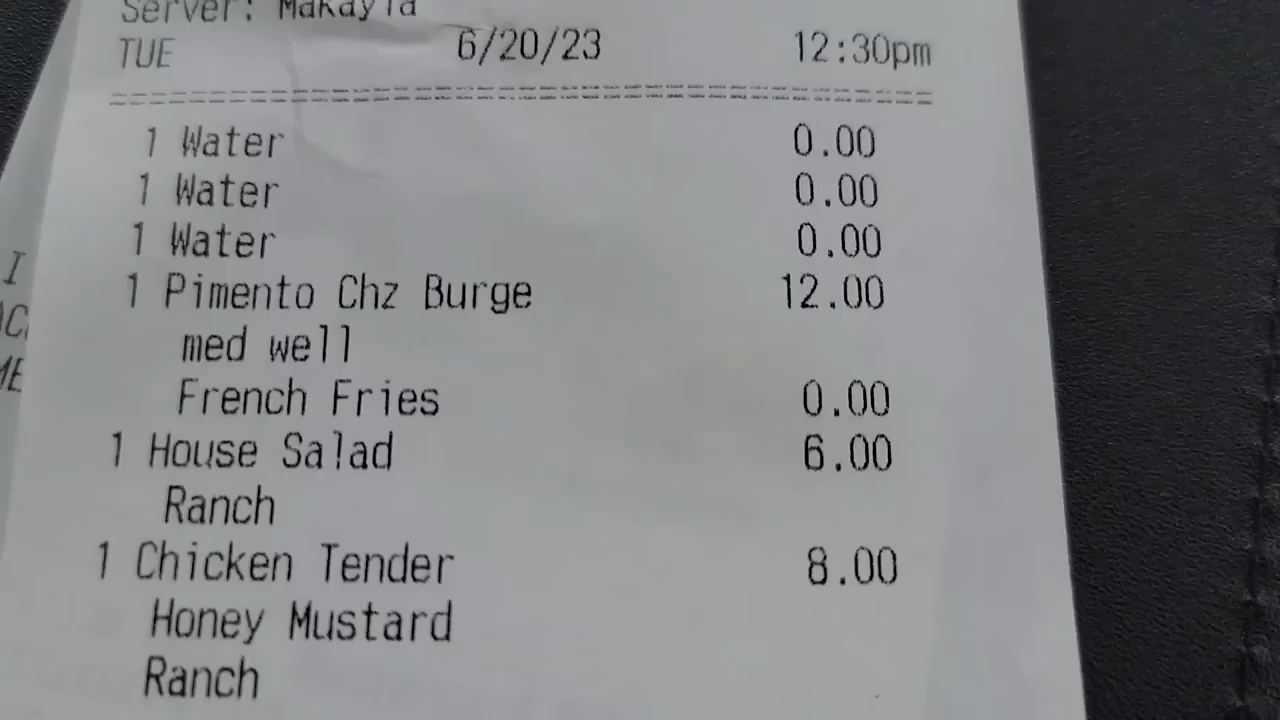 Server: Makayla
TUE 6/20/23 12:30pm
1 Water 0.00
1 Water 0.00
1 Water 0.00
1 Pimento Chz Burge 12.00
med well
French Fries 0.00
1 House Salad 6.00
Ranch
1 Chicken Tender 8.00
Honey Mustard
Ranch